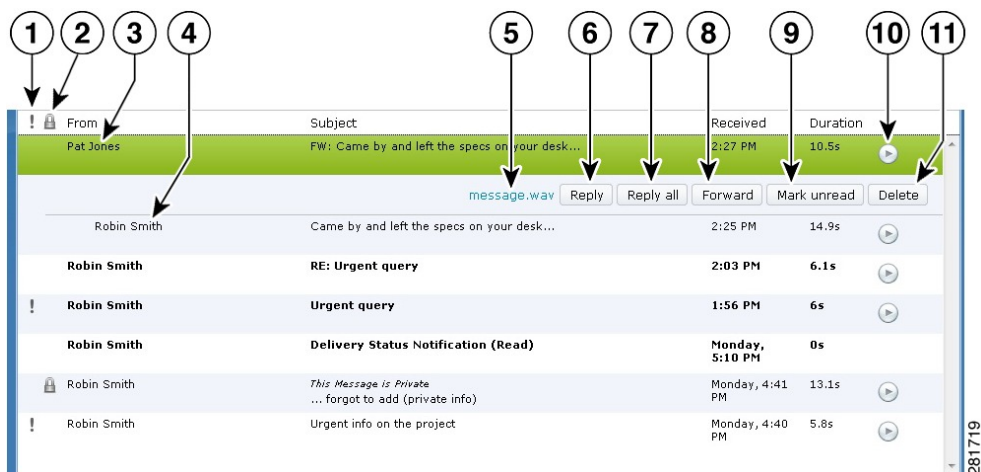 1 2 3 4 5 6 7 8 9 10 11
! From Subject Received Duration
Pat Jones FW: Came by and left the specs on your desk... 2:27 PM 10.5s
message.wav Reply Reply all Forward Mark unread Delete
Robin Smith Came by and left the specs on your desk... 2:25 PM 14.9s
Robin Smith RE: Urgent query 2:03 PM 6.1s
! Robin Smith Urgent query 1:56 PM 6s
Robin Smith Delivery Status Notification (Read) Monday, 0s
5:10 PM
Robin Smith This Message is Private Monday, 4:41 13.1s
... forgot to add (private info) PM
! Robin Smith Urgent info on the project Monday, 4:40 5.8s
PM
281719